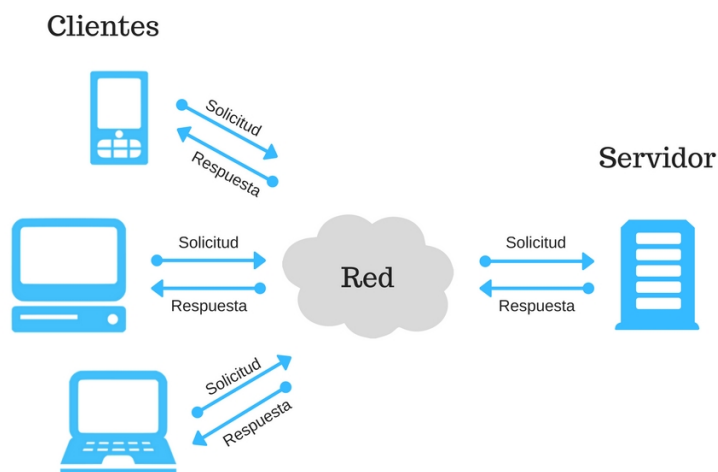 Clientes
Solicitud
Respuesta
Servidor
Solicitud
Respuesta
Red
Solicitud
Respuesta
Solicitud
Respuesta